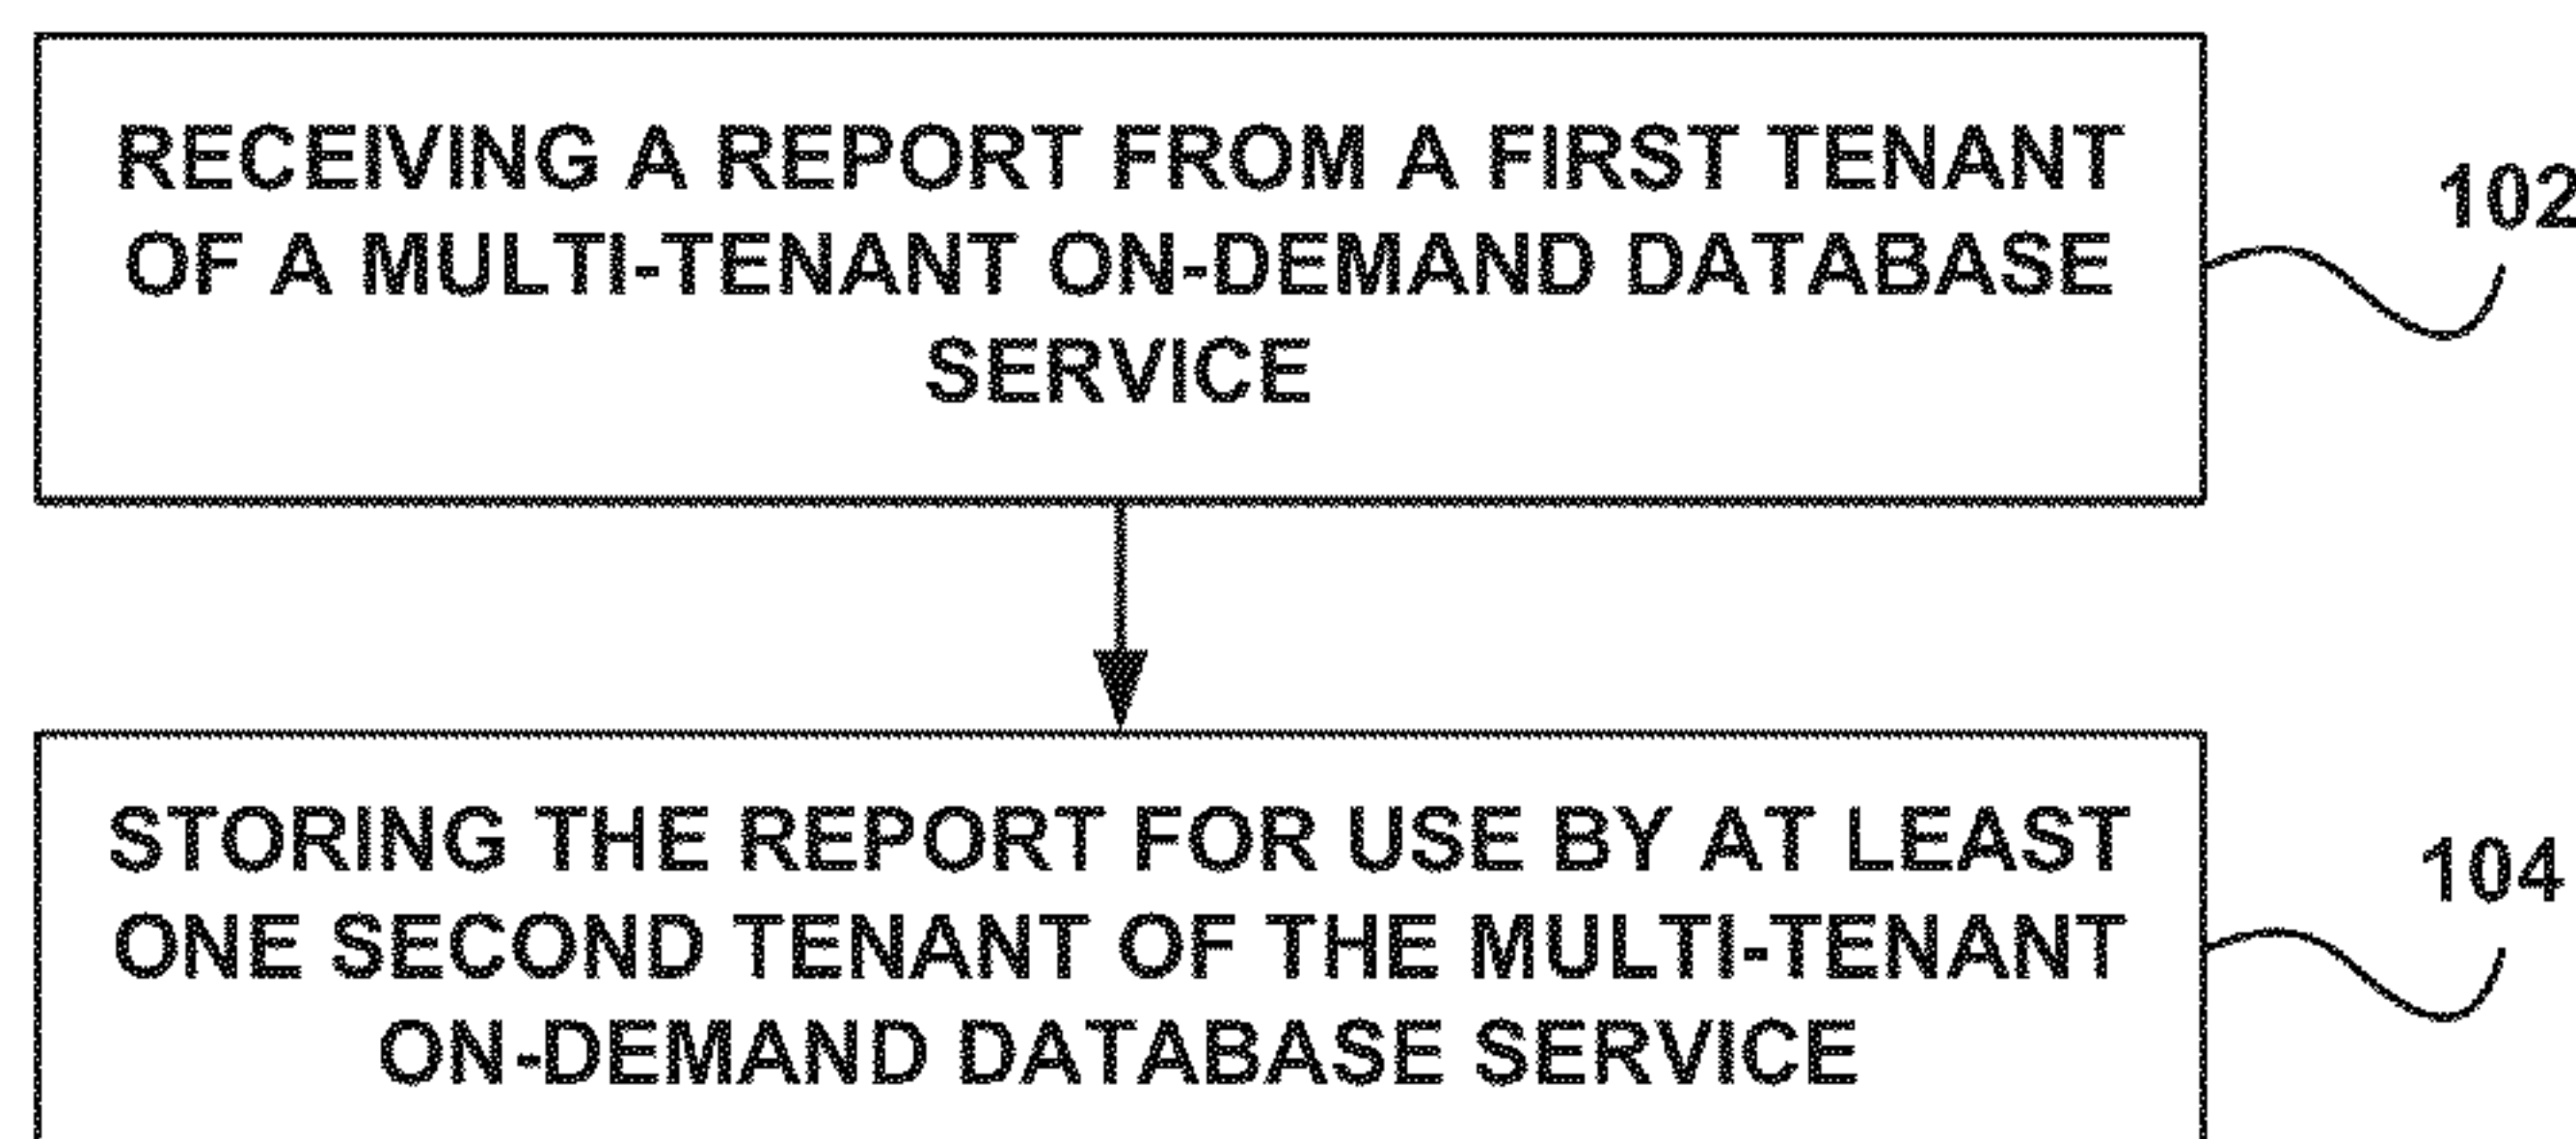 RECEIVING A REPORT FROM A FIRST TENANT
OF A MULTI-TENANT ON-DEMAND DATABASE
SERVICE
102
STORING THE REPORT FOR USE BY AT LEAST
ONE SECOND TENANT OF THE MULTI-TENANT
ON-DEMAND DATABASE SERVICE
104